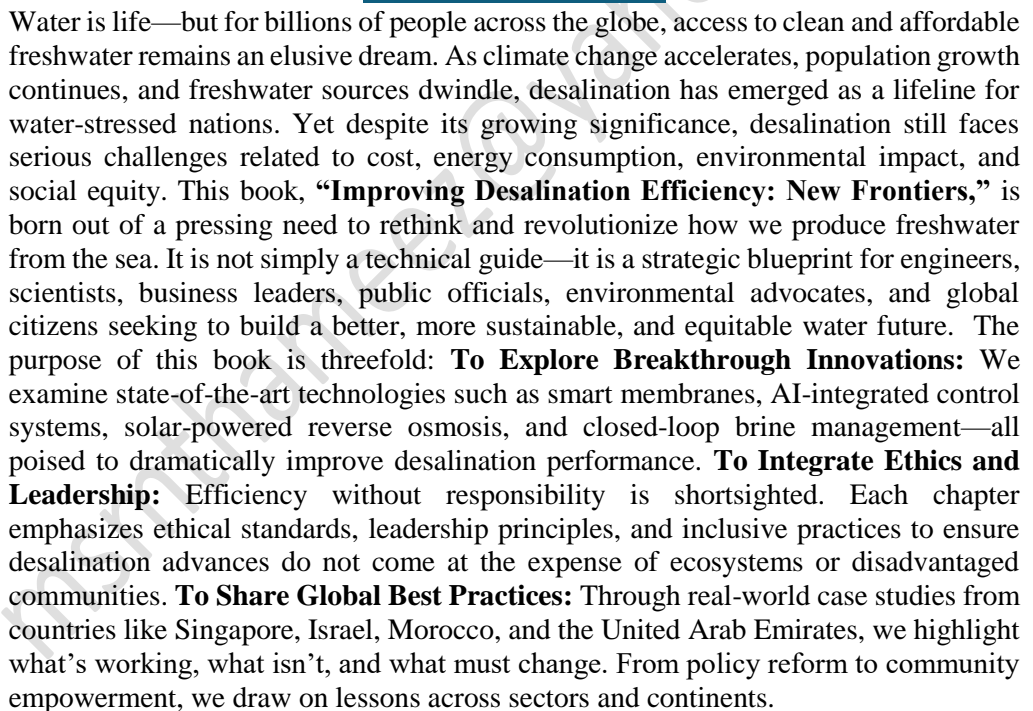 Water is life—but for billions of people across the globe, access to clean and affordable
freshwater remains an elusive dream. As climate change accelerates, population growth
continues, and freshwater sources dwindle, desalination has emerged as a lifeline for
water-stressed nations. Yet despite its growing significance, desalination still faces
serious challenges related to cost, energy consumption, environmental impact, and
social equity. This book, “Improving Desalination Efficiency: New Frontiers,” is
born out of a pressing need to rethink and revolutionize how we produce freshwater
from the sea. It is not simply a technical guide—it is a strategic blueprint for engineers,
scientists, business leaders, public officials, environmental advocates, and global
citizens seeking to build a better, more sustainable, and equitable water future. The
purpose of this book is threefold: To Explore Breakthrough Innovations: We
examine state-of-the-art technologies such as smart membranes, AI-integrated control
systems, solar-powered reverse osmosis, and closed-loop brine management—all
poised to dramatically improve desalination performance. To Integrate Ethics and
Leadership: Efficiency without responsibility is shortsighted. Each chapter
emphasizes ethical standards, leadership principles, and inclusive practices to ensure
desalination advances do not come at the expense of ecosystems or disadvantaged
communities. To Share Global Best Practices: Through real-world case studies from
countries like Singapore, Israel, Morocco, and the United Arab Emirates, we highlight
what’s working, what isn’t, and what must change. From policy reform to community
empowerment, we draw on lessons across sectors and continents.